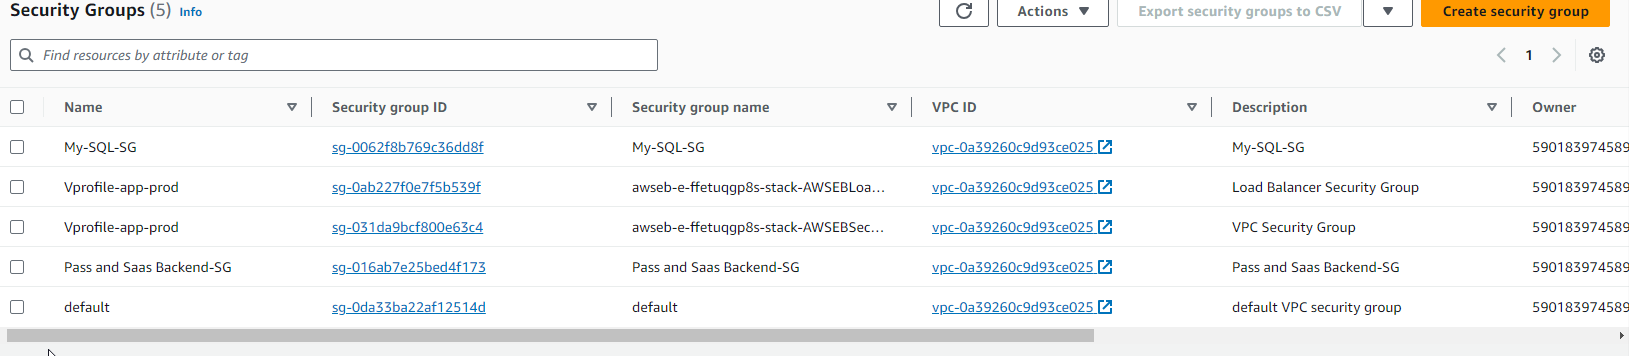 Security Groups (5) Info
Actions
Export security groups to CSV
Create security group
Find resources by attribute or tag
1
Name Security group ID Security group name VPC ID Description Owner
My-SQL-SG sg-0062f8b769c36dd8f My-SQL-SG vpc-0a39260c9d93ce025 My-SQL-SG 590183974589
Vprofile-app-prod sg-0ab227f0e7f5b539f awseb-e-ffetuqgp8s-stack-AWSEBLoa... vpc-0a39260c9d93ce025 Load Balancer Security Group 590183974589
Vprofile-app-prod sg-031da9bcf800e63c4 awseb-e-ffetuqgp8s-stack-AWSEBSec... vpc-0a39260c9d93ce025 VPC Security Group 590183974589
Pass and Saas Backend-SG sg-016ab7e25bed4f173 Pass and Saas Backend-SG vpc-0a39260c9d93ce025 Pass and Saas Backend-SG 590183974589
default sg-0da33ba22af12514d default vpc-0a39260c9d93ce025 default VPC security group 590183974589